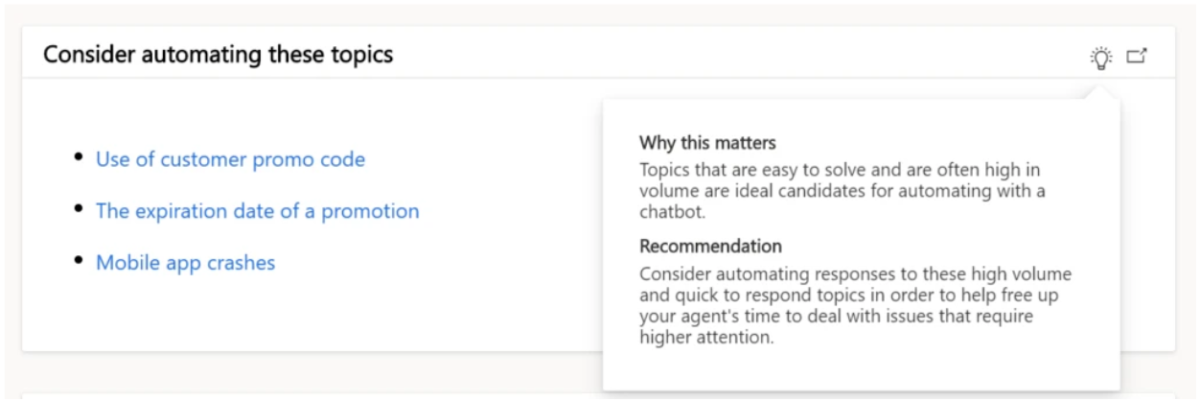 Consider automating these topics
Use of customer promo code
The expiration date of a promotion
Mobile app crashes
Why this matters
Topics that are easy to solve and are often high in
volume are ideal candidates for automating with a
chatbot.
Recommendation
Consider automating responses to these high volume
and quick to respond topics in order to help free up
your agent's time to deal with issues that require
higher attention.